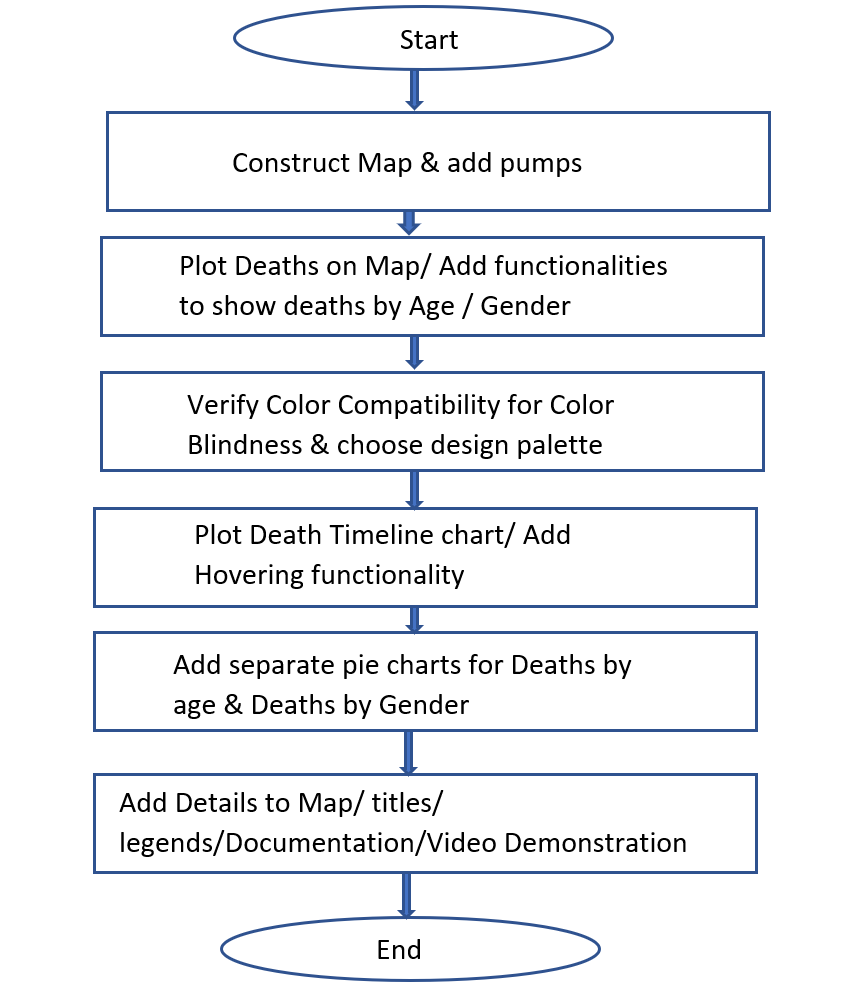 Start
Construct Map & add pumps
Plot Deaths on Map/ Add functionalities
to show deaths by Age / Gender
Verify Color Compatibility for Color
Blindness & choose design palette
Plot Death Timeline chart/ Add
Hovering functionality
Add separate pie charts for Deaths by
age & Deaths by Gender
Add Details to Map/ titles/
legends/Documentation/Video Demonstration
End